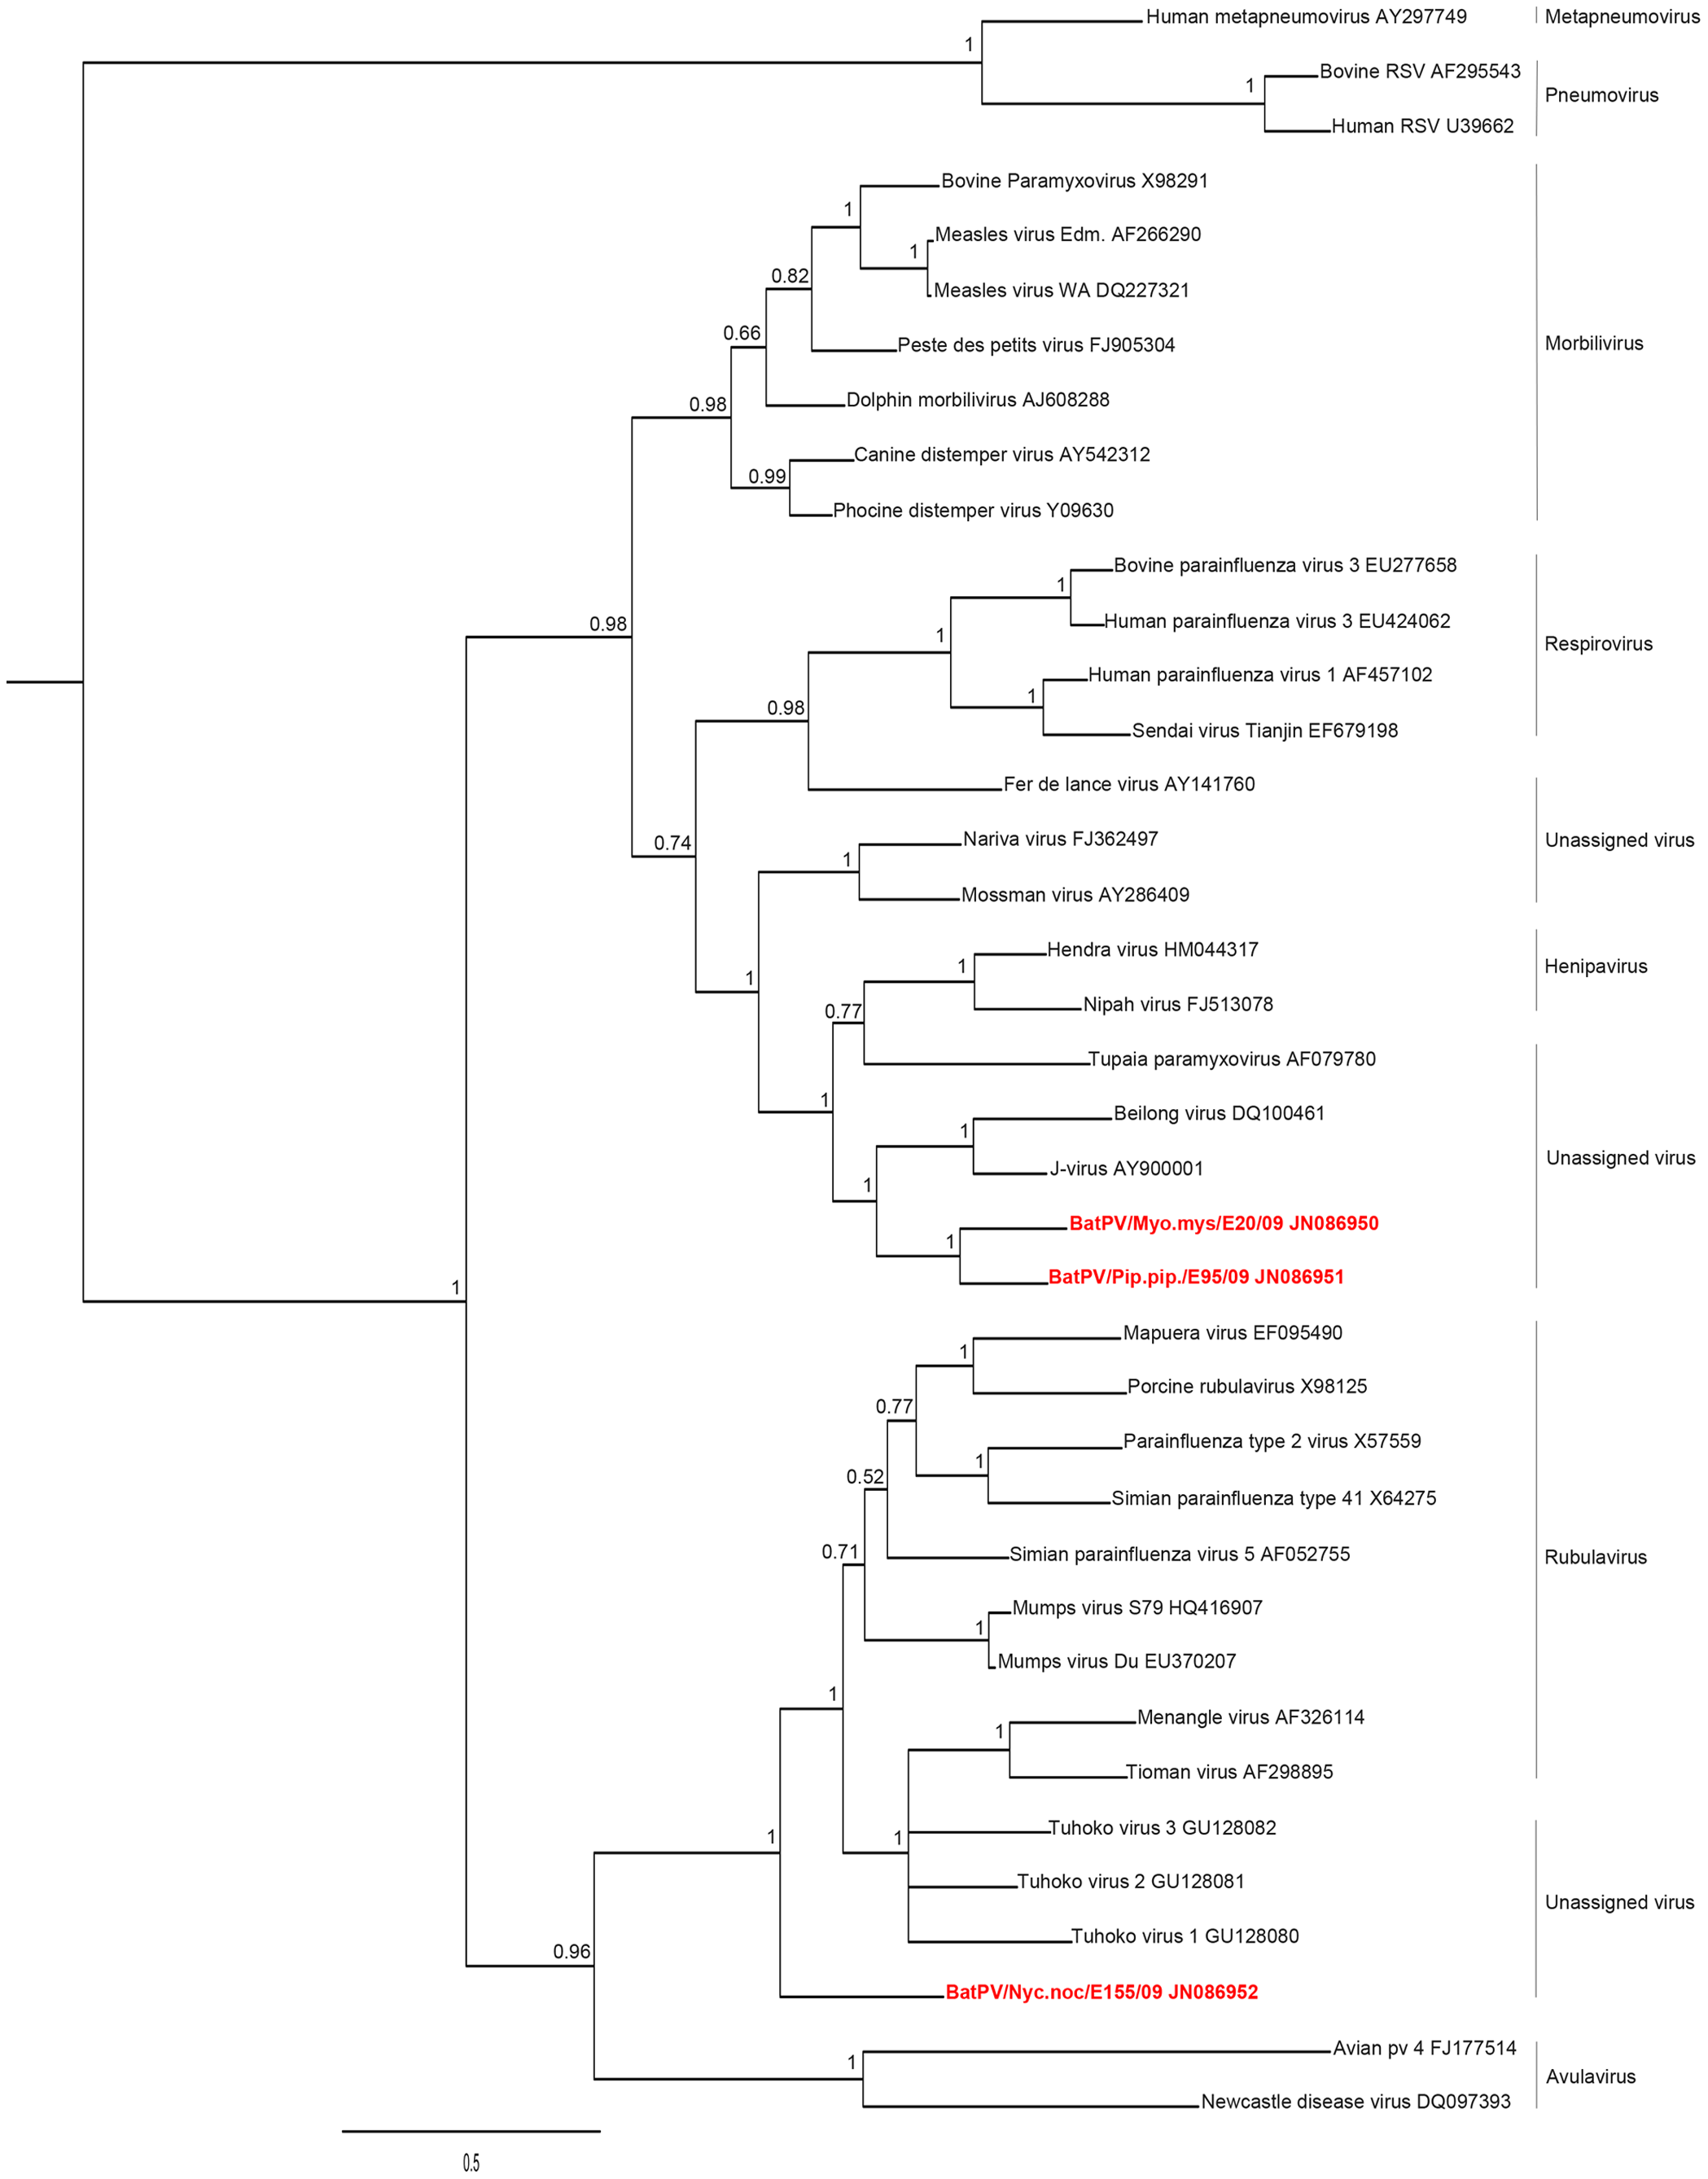 Human metapneumovirus AY297749 Metapneumovirus
1
Bovine RSV AF295543
1
Pneumovirus
Human RSV U39662
Bovine Paramyxovirus X98291
1
Measles virus Edm. AF266290
1
0.82
Measles virus WA DQ227321
0.66
Peste des petits virus FJ905304
Morbilivirus
0.98
Dolphin morbilivirus AJ608288
Canine distemper virus AY542312
0.99
Phocine distemper virus Y09630
Bovine parainfluenza virus 3 EU277658
1
0.98
Human parainfluenza virus 3 EU424062
1
Respirovirus
Human parainfluenza virus 1 AF457102
1
0.98
Sendai virus Tianjin EF679198
Fer de lance virus AY141760
0.74
Nariva virus FJ362497
Unassigned virus
1
Mossman virus AY286409
Hendra virus HM044317
1
Henipavirus
1
Nipah virus FJ513078
0.77
Tupaia paramyxovirus AF079780
1
Beilong virus DQ100461
1
J-virus AY900001
Unassigned virus
1
BatPV/Myo.mys/E20/09 JN086950
1
BatPV/Pip.pip./E95/09 JN086951
1
Mapuera virus EF095490
1
Porcine rubulavirus X98125
0.77
Parainfluenza type 2 virus X57559
1
0.52
Simian parainfluenza type 41 X64275
0.71
Simian parainfluenza virus 5 AF052755
Rubulavirus
Mumps virus S79 HQ416907
1
Mumps virus Du EU370207
1
Menangle virus AF326114
1
Tioman virus AF298895
Tuhoko virus 3 GU128082
1
1
Tuhoko virus 2 GU128081
Unassigned virus
Tuhoko virus 1 GU128080
0.96
BatPV/Nyc.noc/E155/09 JN086952
Avian pv 4 FJ177514
1
Avulavirus
Newcastle disease virus DQ097393
0.5